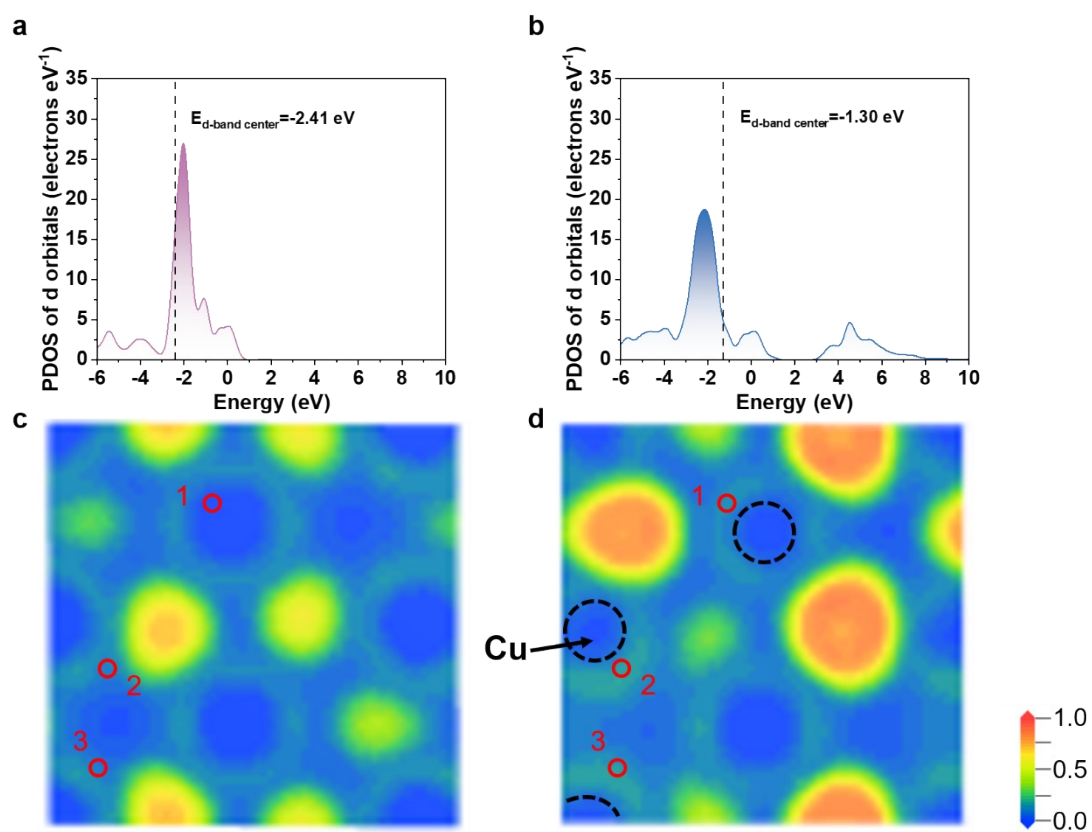 a
b
PDOS of d orbitals (electrons eV-1)
35
30
25
20
15
10
5
0
E d-band center=-2.41 eV
-6 -4 -2 0 2 4 6 8 10
Energy (eV)
PDOS of d orbitals (electrons eV-1)
35
30
25
20
15
10
5
0
E d-band center=-1.30 eV
-6 -4 -2 0 2 4 6 8 10
Energy (eV)
c
1
2
3
d
1
Cu
2
3
1.0
0.5
0.0